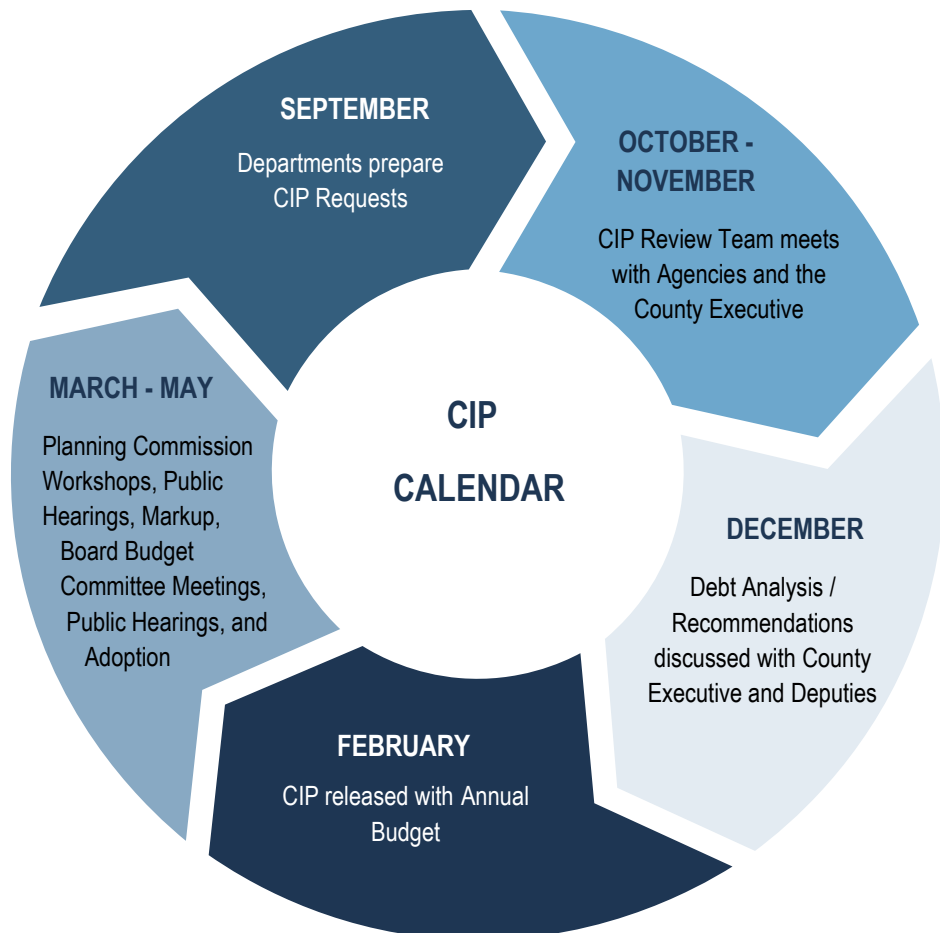 SEPTEMBER
Departments prepare
CIP Requests
OCTOBER -
NOVEMBER
CIP Review Team meets
with Agencies and the
County Executive
DECEMBER
Debt Analysis /
Recommendations
discussed with County
Executive and Deputies
FEBRUARY
CIP released with Annual
Budget
MARCH - MAY
Planning Commission
Workshops, Public
Hearings, Markup,
Board Budget
Committee Meetings,
Public Hearings, and
Adoption
CIP
CALENDAR